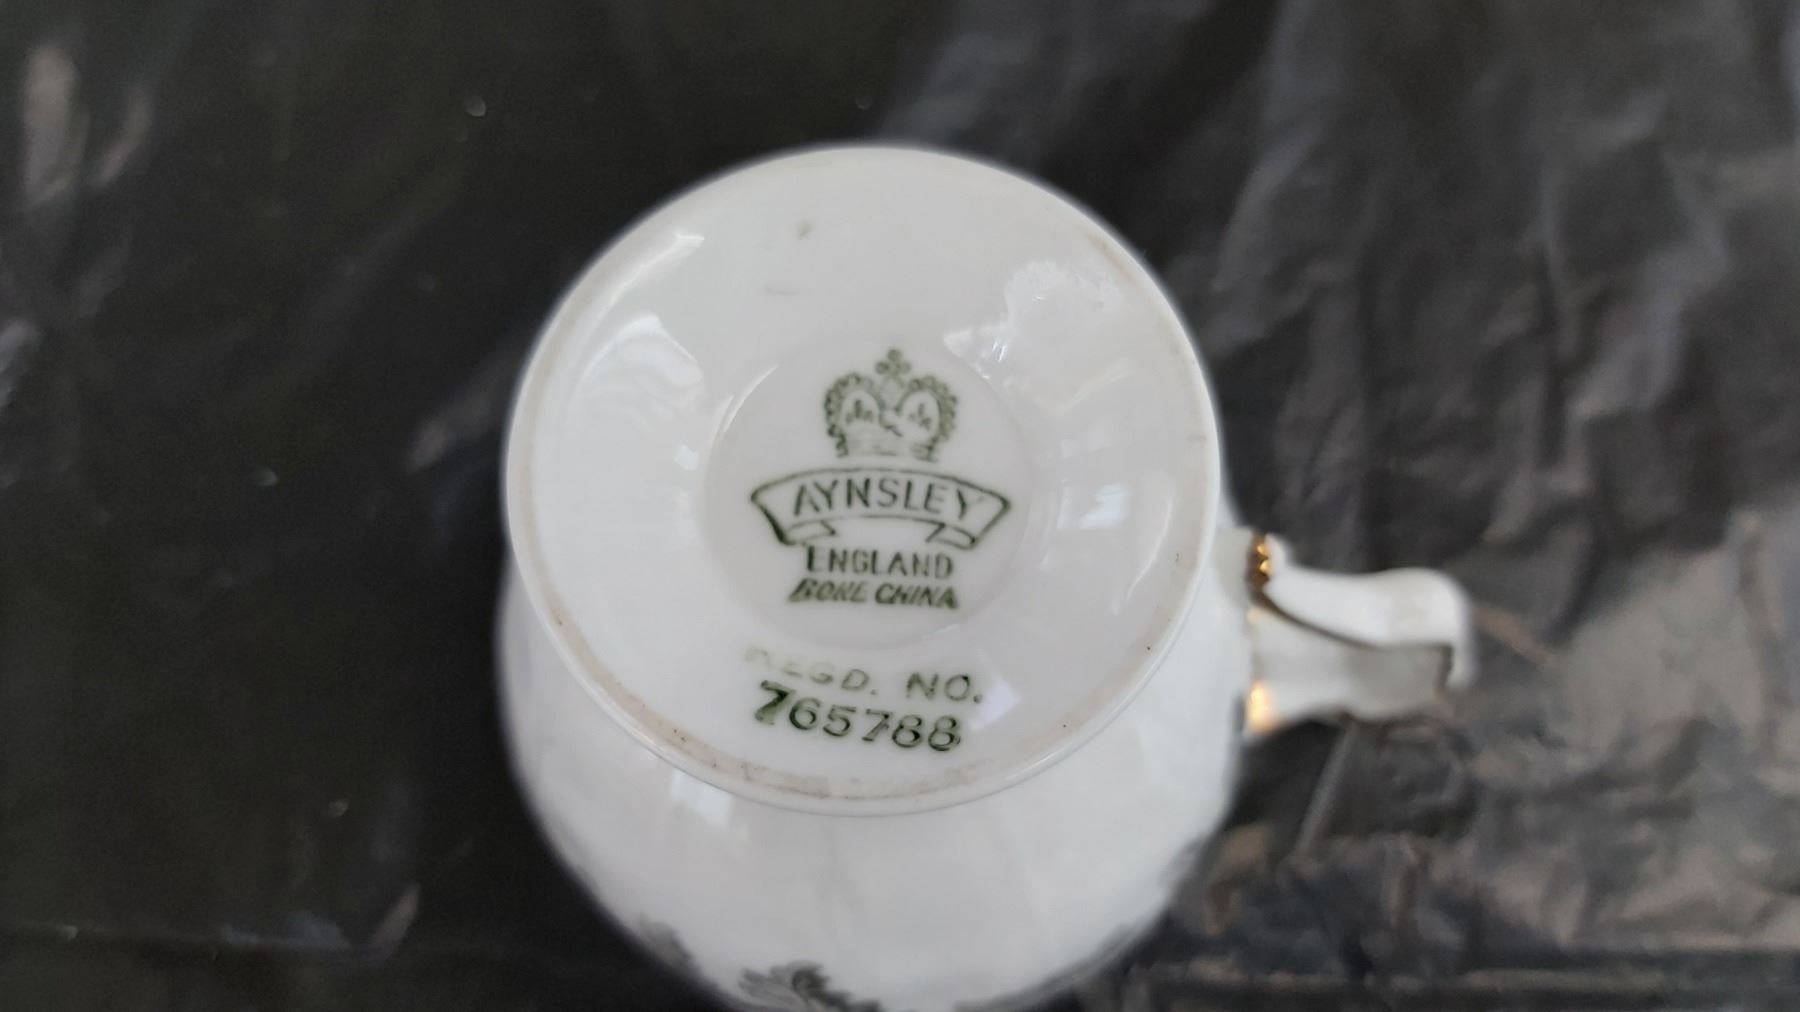 AYNSLEY
ENGLAND
BONE CHINA
REGD. NO.
765788